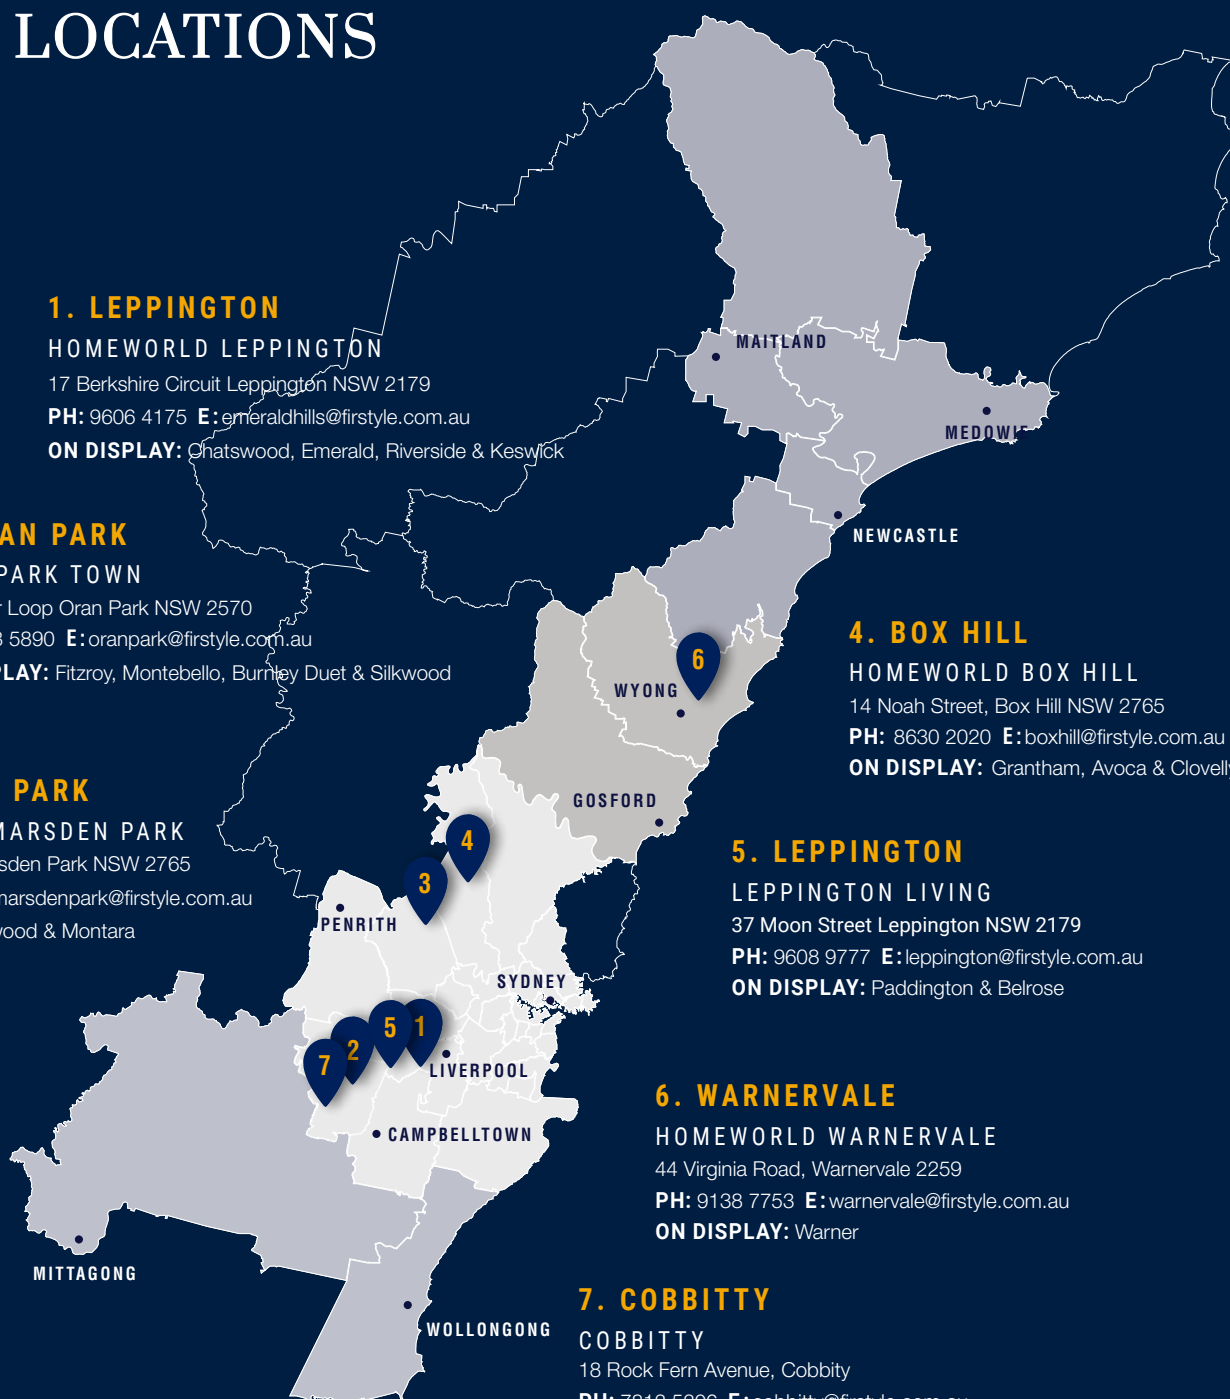 LOCATIONS
1. LEPPINGTON
HOMEWORLD LEPPINGTON
17 Berkshire Circuit Leppington NSW 2179
PH: 9606 4175 E: emeraldhills@firstyle.com.au
ON DISPLAY: Chatswood, Emerald, Riverside & Keswick
AN PARK
PARK TOWN
Loop Oran Park NSW 2570
5890 E: oranpark@firstyle.com.au
LAY: Fitzroy, Montebello, Burnley Duet & Silkwood
PARK
MARSDEN PARK
sden Park NSW 2765
marsdenpark@firstyle.com.au
ood & Montara
4. BOX HILL
HOMEWORLD BOX HILL
14 Noah Street, Box Hill NSW 2765
PH: 8630 2020 E: boxhill@firstyle.com.au
ON DISPLAY: Grantham, Avoca & Clovelly
5. LEPPINGTON
LEPPINGTON LIVING
37 Moon Street Leppington NSW 2179
PH: 9608 9777 E: leppington@firstyle.com.au
ON DISPLAY: Paddington & Belrose
6. WARNERVALE
HOMEWORLD WARNERVALE
44 Virginia Road, Warnervale 2259
PH: 9138 7753 E: warnervale@firstyle.com.au
ON DISPLAY: Warner
7. COBBITTY
COBBITTY
18 Rock Fern Avenue, Cobbity
MAITLAND
MEDOWIE
NEWCASTLE
6
WYONG
GOSFORD
4
3
PENRITH
SYDNEY
5
1
2
7
LIVERPOOL
CAMPBELLTOWN
MITTAGONG
WOLLONGONG